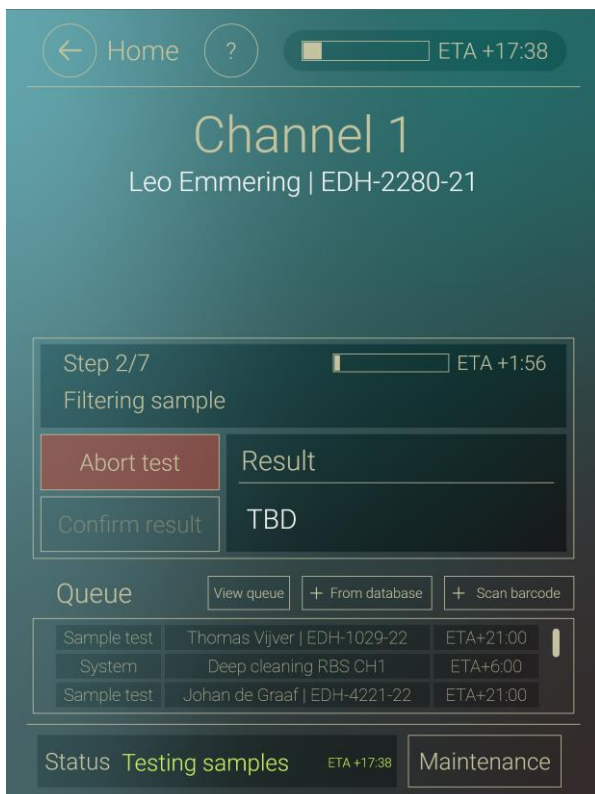 ← Home ? ETA +17:38
Channel 1
Leo Emmering | EDH-2280-21
Step 2/7 ETA +1:56
Filtering sample
Abort test Result
Confirm result TBD
Queue View queue + From database + Scan barcode
Sample test Thomas Vijver | EDH-1029-22 ETA+21:00
System Deep cleaning RBS CH1 ETA+6:00
Sample test Johan de Graaf | EDH-4221-22 ETA+21:00
Status Testing samples ETA +17:38 Maintenance